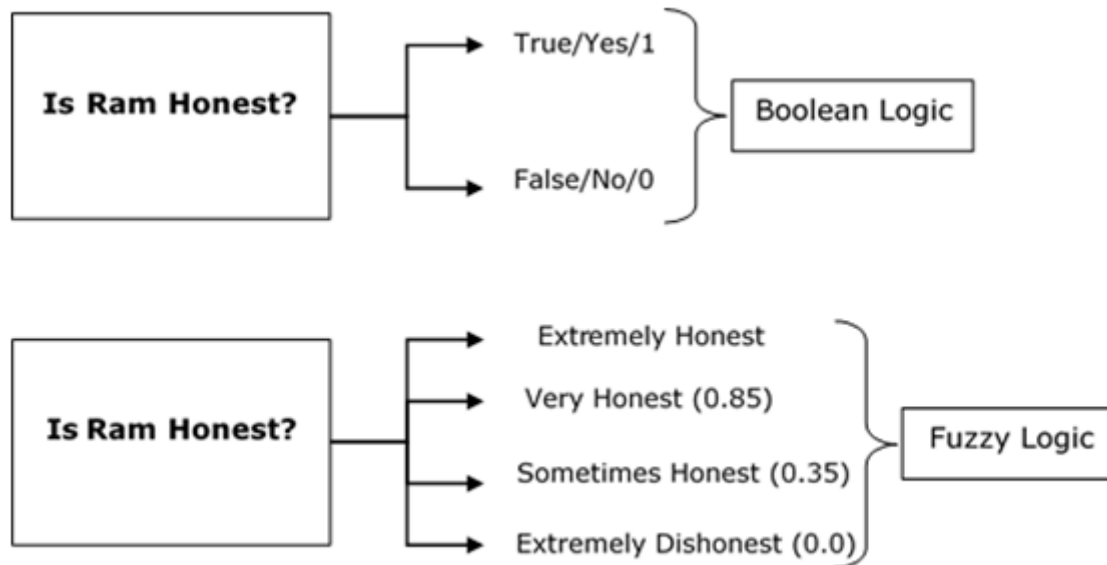 Is Ram Honest?
True/Yes/1
False/No/0
Boolean Logic
Is Ram Honest?
Extremely Honest
Very Honest (0.85)
Sometimes Honest (0.35)
Extremely Dishonest (0.0)
Fuzzy Logic